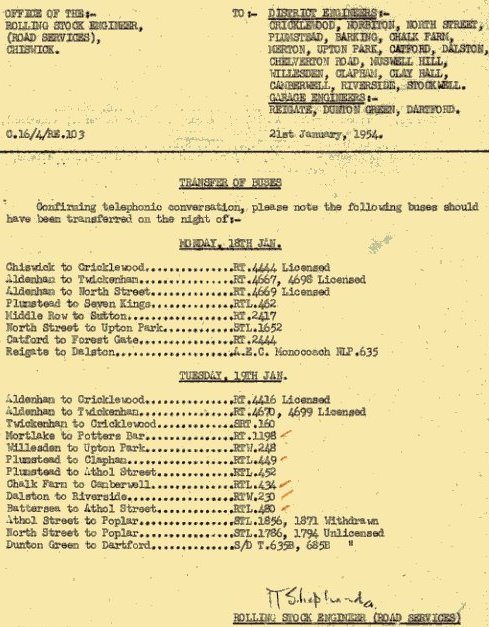 OFFICE OF THE:-
ROLLING STOCK ENGINEER,
(ROAD SERVICES),
CHISWICK.
TO :- DISTRICT ENGINEERS:-
CRICKLEWOOD, NORBITON, NORTH STREET,
PLUMSTEAD, BARKING, CHALK FARM,
MERTON, UPTON PARK, CATFORD, DALSTON,
CHELVERTON ROAD, MUSWELL HILL,
WILLESDEN, CLAPHAM, CLAY HALL,
CAMBERWELL, RIVERSIDE, STOCKWELL.
GARAGE ENGINEERS:-
REIGATE, DUNTON GREEN, DARTFORD.
C.16/4/RE.103
21st January, 1954.
TRANSFER OF BUSES
Confirming telephonic conversation, please note the following buses should
have been transferred on the night of:-
MONDAY, 18TH JAN.
Chiswick to Cricklewood..............RT.4444 Licensed
Aldenham to Twickenham...............RT.4667, 4698 Licensed
Aldenham to North Street.............RT.4669 Licensed
Plumstead to Seven Kings.............RTL.462
Middle Row to Sutton.................RT.2417
North Street to Upton Park...........STL.1652
Catford to Forest Gate...............RT.2444
Reigate to Dalston...................A.E.C. Monocoach NLP.635
TUESDAY, 19TH JAN.
Aldenham to Cricklewood..............RT.4416 Licensed
Aldenham to Twickenham...............RT.4670, 4699 Licensed
Twickenham to Cricklewood............SRT.160
Mortlake to Potters Bar..............RT.1198
Willesden to Upton Park..............RTW.248
Plumstead to Clapham.................RTL.449
Plumstead to Athol Street............RTL.452
Chalk Farm to Camberwell.............RTL.434
Dalston to Riverside.................RTW.230
Battersea to Athol Street............RTL.480
Athol Street to Poplar...............STL.1856, 1871 Withdrawn
North Street to Poplar...............STL.1786, 1794 Unlicensed
Dunton Green to Dartford.............S/D T.635B, 685B "
ROLLING STOCK ENGINEER (ROAD SERVICES)